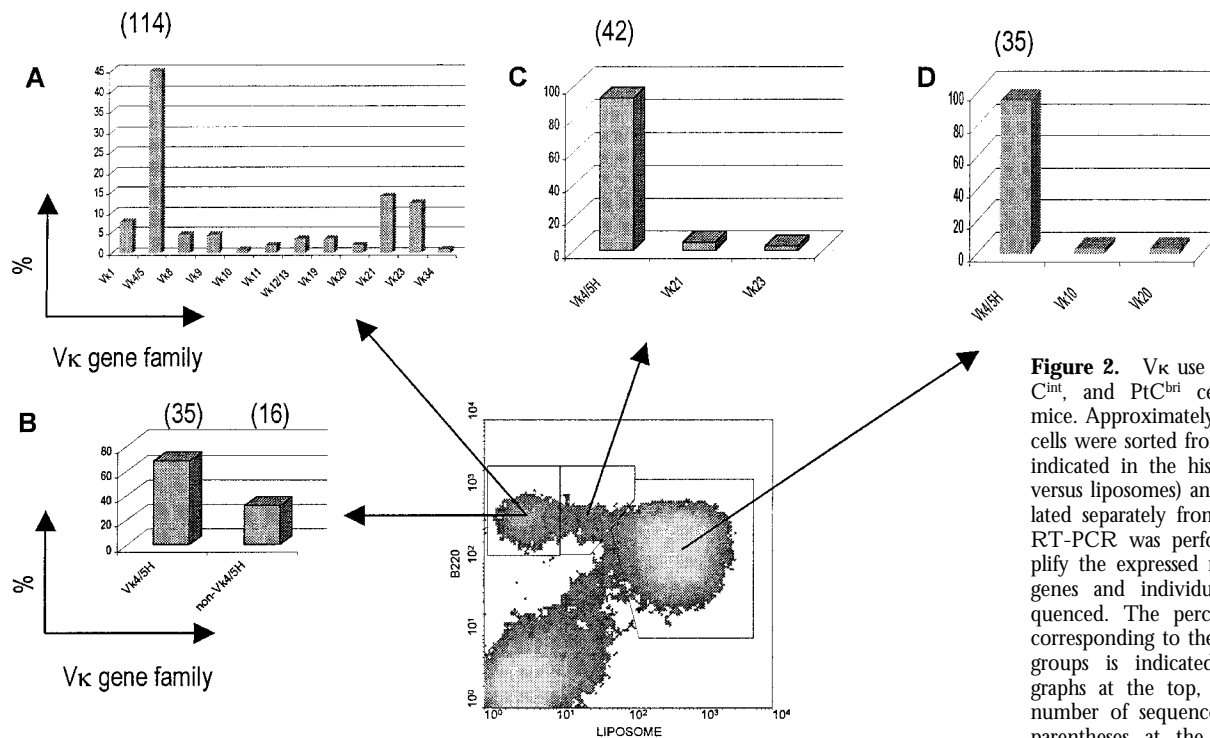 (114)
A
45
40
35
30
25
20
15
10
5
0
Vk1 Vk4/5 Vk8 Vk9 Vk10 Vk11 Vk12/13 Vk19 Vk20 Vk21 Vk23 Vk34
%
Vκ gene family
(42)
C
100
80
60
40
20
0
Vk4/5H Vk21 Vk23
(35)
D
100
80
60
40
20
0
Vk4/5H Vk10 Vk20
B
(35) (16)
80
60
40
20
0
Vk4/5H non-Vk4/5H
%
Vκ gene family
10⁴
10³
10²
10¹
10⁰
B220
10⁰ 10¹ 10² 10³ 10⁴
LIPOSOME
Figure 2. Vκ use
C^int, and PtC^bri ce
mice. Approximately
cells were sorted fro
indicated in the his
versus liposomes) an
lated separately fron
RT-PCR was perfo
plify the expressed r
genes and individu
quenced. The perc
corresponding to the
groups is indicated
graphs at the top,
number of sequence
parentheses at the